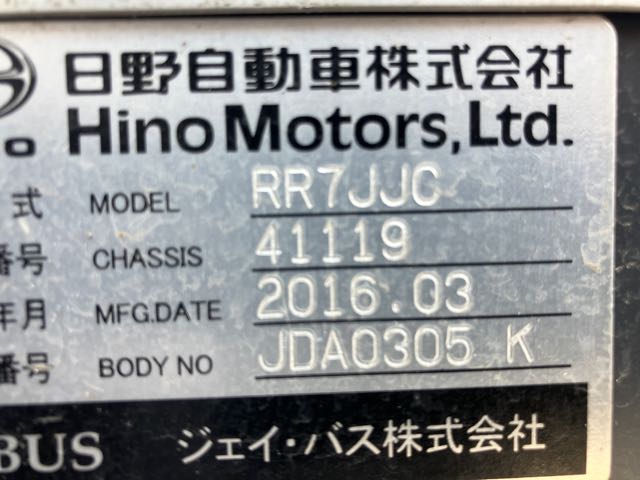 日野自動車株式会社
Hino Motors, Ltd.
式 MODEL RR7JJC
番号 CHASSIS 41119
年月 MFG.DATE 2016.03
番号 BODY NO JDA0305 K
BUS ジェイ・バス株式会社